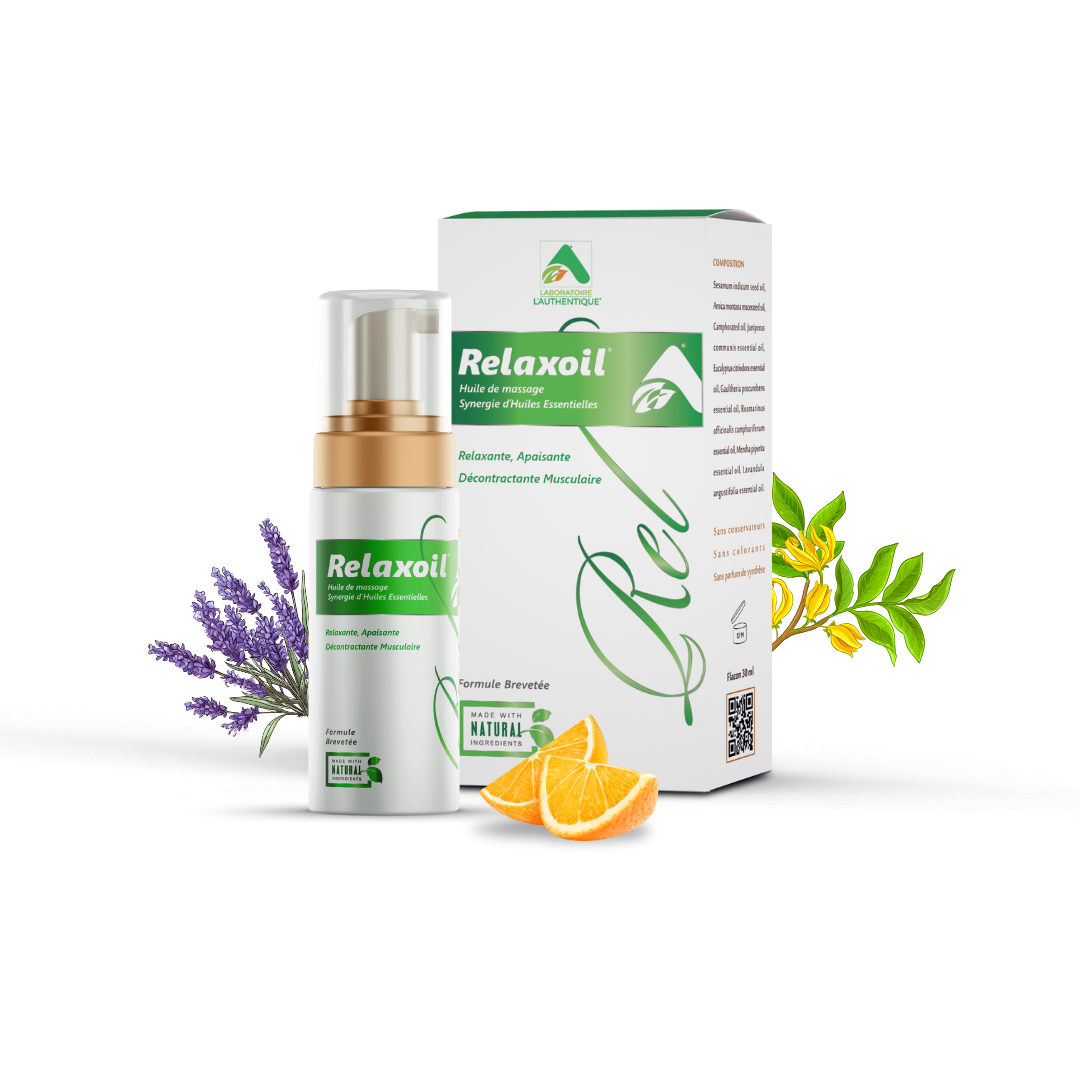 LABORATOIRE
L'AUTHENTIQUE®
Relaxoil®
Huile de massage
Synergie d'Huiles Essentielles
Relaxante, Apaisante
Décontractante Musculaire
Rel
Formule Brevetée
MADE WITH
NATURAL
INGREDIENTS
COMPOSITION
Sesamum indicum seed oil,
Arnica montana macerated oil,
Camphorated oil, Juniperus
communis essential oil,
Eucalyptus citriodora essential
oil, Gaultheria procumbens
essential oil, Rosmarinus
officinalis camphoriferum
essential oil, Mentha piperita
essential oil, Lavandula
angustifolia essential oil.
Sans conservateurs
Sans colorants
Sans parfum de synthèse
12 M
Flacon 30 ml
Relaxoil®
Huile de massage
Synergie d'Huiles Essentielles
Relaxante, Apaisante
Décontractante Musculaire
Formule
Brevetée
MADE WITH
NATURAL
INGREDIENTS